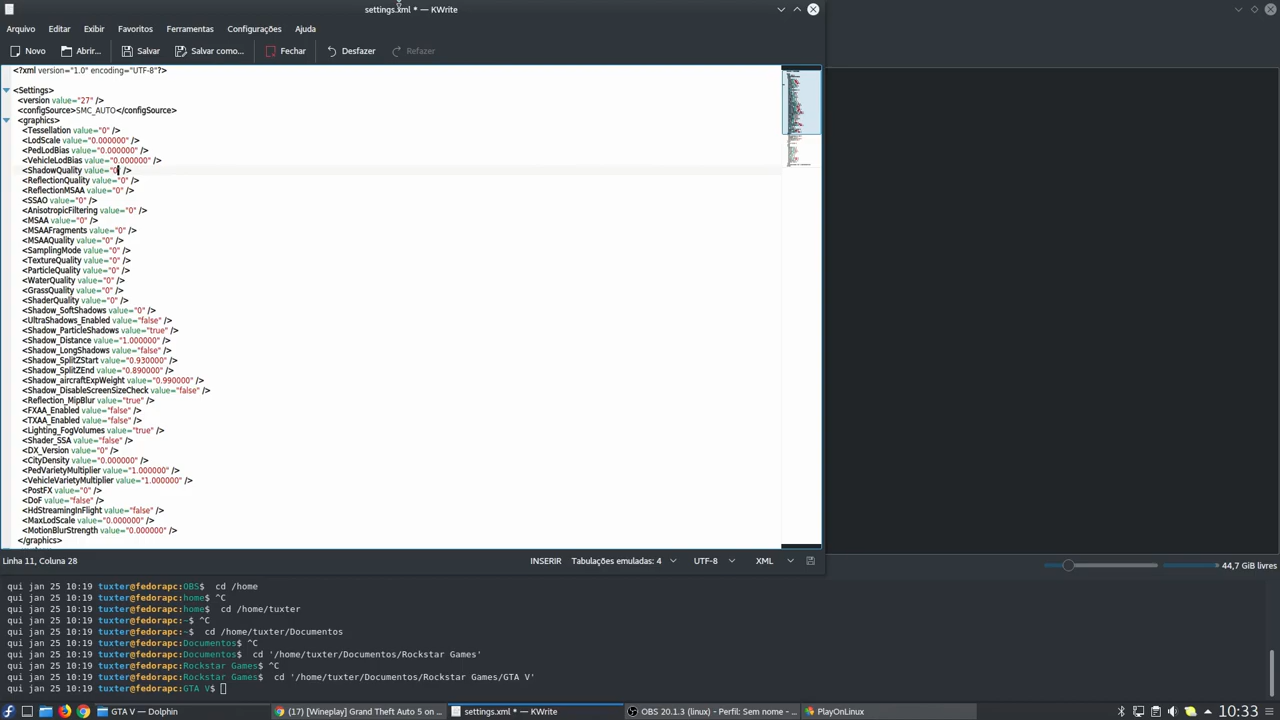 settings.xml * — KWrite
Arquivo Editar Exibir Favoritos Ferramentas Configurações Ajuda
Novo Abrir... Salvar Salvar como... Fechar Desfazer Refazer
<?xml version="1.0" encoding="UTF-8"?>
<Settings>
<version value="27" />
<configSource>SMC_AUTO</configSource>
<graphics>
<Tessellation value="0" />
<LodScale value="0.000000" />
<PedLodBias value="0.000000" />
<VehicleLodBias value="0.000000" />
<ShadowQuality value="0" />
<ReflectionQuality value="0" />
<ReflectionMSAA value="0" />
<SSAO value="0" />
<AnisotropicFiltering value="0" />
<MSAA value="0" />
<MSAAFragments value="0" />
<MSAAQuality value="0" />
<SamplingMode value="0" />
<TextureQuality value="0" />
<ParticleQuality value="0" />
<WaterQuality value="0" />
<GrassQuality value="0" />
<ShaderQuality value="0" />
<Shadow_SoftShadows value="0" />
<UltraShadows_Enabled value="false" />
<Shadow_ParticleShadows value="true" />
<Shadow_Distance value="1.000000" />
<Shadow_LongShadows value="false" />
<Shadow_SplitZStart value="0.930000" />
<Shadow_SplitZEnd value="0.890000" />
<Shadow_aircraftExpWeight value="0.990000" />
<Shadow_DisableScreenSizeCheck value="false" />
<Reflection_MipBlur value="true" />
<FXAA_Enabled value="false" />
<TXAA_Enabled value="false" />
<Lighting_FogVolumes value="true" />
<Shader_SSA value="false" />
<DX_Version value="0" />
<CityDensity value="0.000000" />
<PedVarietyMultiplier value="1.000000" />
<VehicleVarietyMultiplier value="1.000000" />
<PostFX value="0" />
<DoF value="false" />
<HdStreamingInFlight value="false" />
<MaxLodScale value="0.000000" />
<MotionBlurStrength value="0.000000" />
</graphics>
Linha 11, Coluna 28 INSERIR Tabulações emuladas: 4 UTF-8 XML
44,7 GiB livres
qui jan 25 10:19 tuxter@fedorapc:OBS$ cd /home
qui jan 25 10:19 tuxter@fedorapc:home$ ^C
qui jan 25 10:19 tuxter@fedorapc:home$ cd /home/tuxter
qui jan 25 10:19 tuxter@fedorapc:~$ ^C
qui jan 25 10:19 tuxter@fedorapc:~$ cd /home/tuxter/Documentos
qui jan 25 10:19 tuxter@fedorapc:Documentos$ ^C
qui jan 25 10:19 tuxter@fedorapc:Documentos$ cd '/home/tuxter/Documentos/Rockstar Games'
qui jan 25 10:19 tuxter@fedorapc:Rockstar Games$ ^C
qui jan 25 10:19 tuxter@fedorapc:Rockstar Games$ cd '/home/tuxter/Documentos/Rockstar Games/GTA V'
qui jan 25 10:19 tuxter@fedorapc:GTA V$
GTA V — Dolphin (17) [Wineplay] Grand Theft Auto 5 on ... settings.xml * — KWrite OBS 20.1.3 (linux) - Perfil: Sem nome - ... PlayOnLinux 10:33